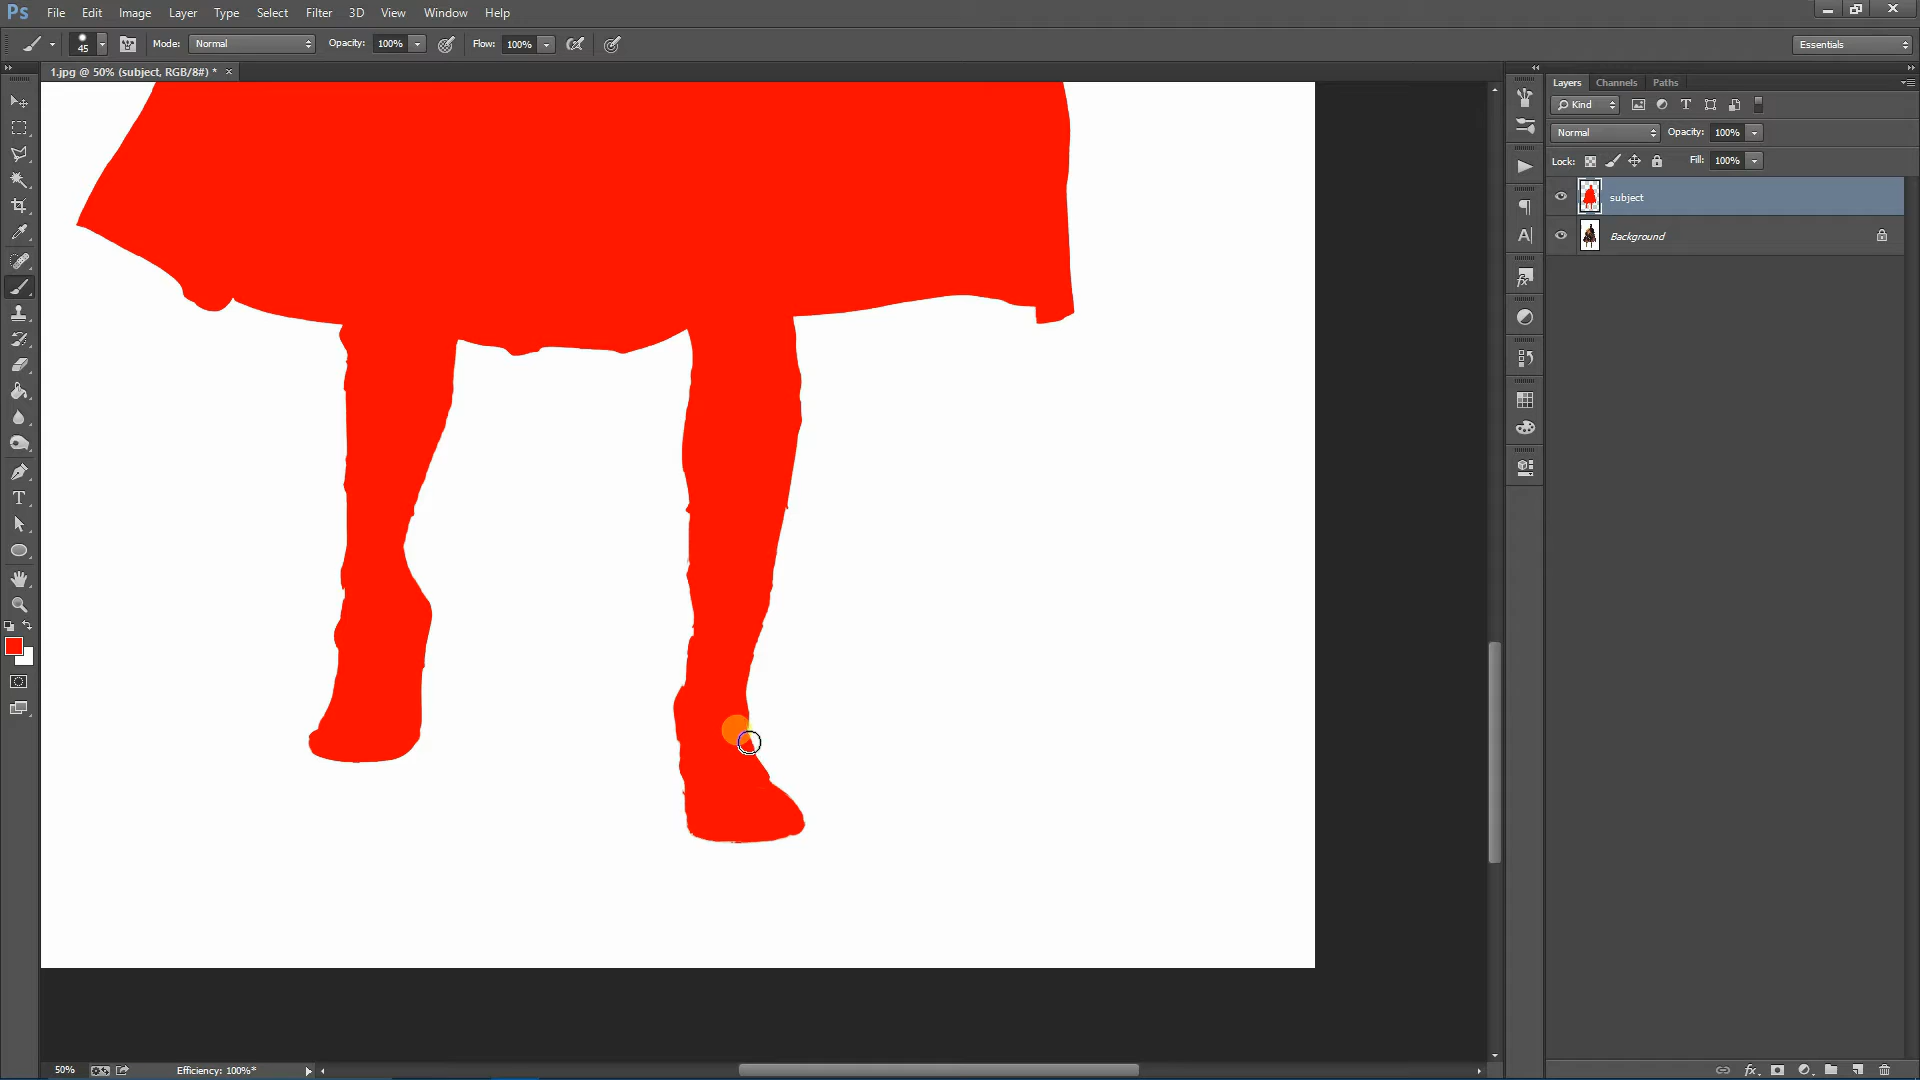 Ps File Edit Image Layer Type Select Filter 3D View Window Help
45 Mode: Normal Opacity: 100% Flow: 100% Essentials
1.jpg @ 50% (subject, RGB/8#) * ×
Layers Channels Paths
Kind
Normal Opacity: 100%
Lock: Fill: 100%
subject
Background
50% Efficiency: 100%*